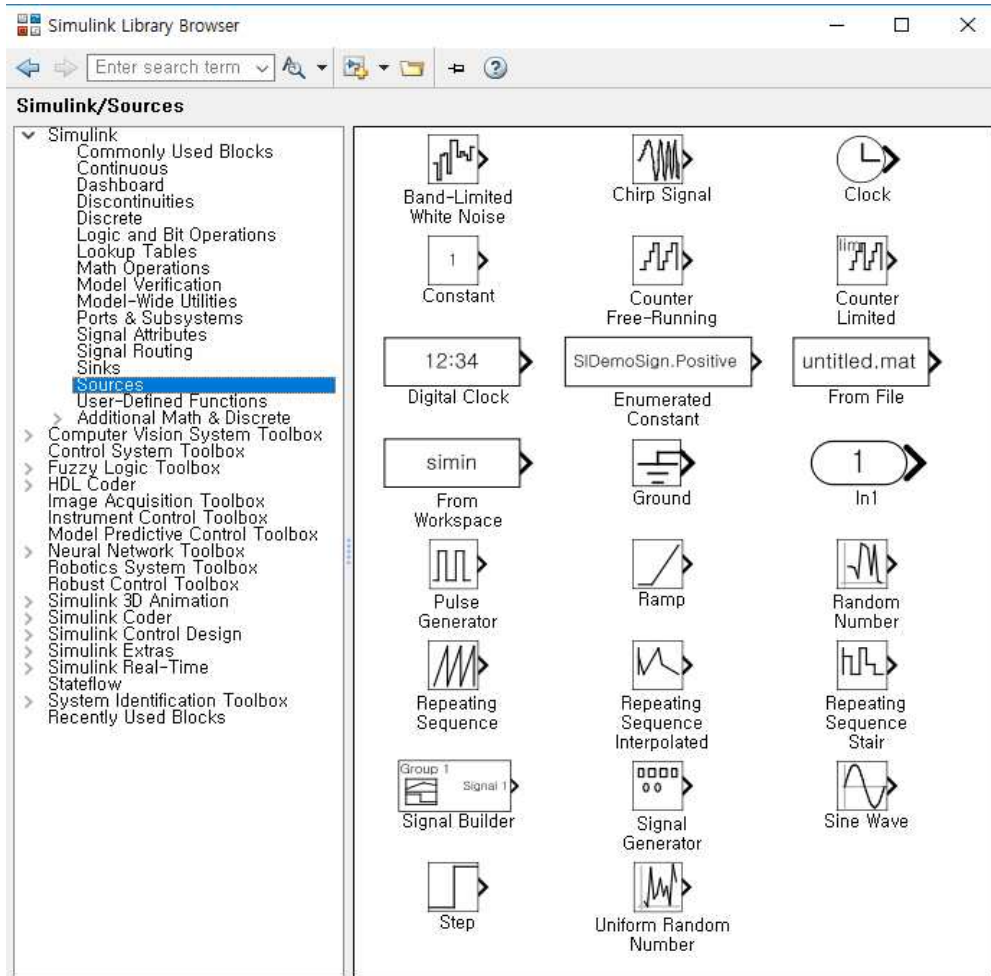 Simulink Library Browser
Enter search term
Simulink/Sources
Simulink
Commonly Used Blocks
Continuous
Dashboard
Discontinuities
Discrete
Logic and Bit Operations
Lookup Tables
Math Operations
Model Verification
Model-Wide Utilities
Ports & Subsystems
Signal Attributes
Signal Routing
Sinks
Sources
User-Defined Functions
Additional Math & Discrete
Computer Vision System Toolbox
Control System Toolbox
Fuzzy Logic Toolbox
HDL Coder
Image Acquisition Toolbox
Instrument Control Toolbox
Model Predictive Control Toolbox
Neural Network Toolbox
Robotics System Toolbox
Robust Control Toolbox
Simulink 3D Animation
Simulink Coder
Simulink Control Design
Simulink Extras
Simulink Real-Time
Stateflow
System Identification Toolbox
Recently Used Blocks
Band-Limited
White Noise
Chirp Signal
Clock
1
Constant
Counter
Free-Running
lim
Counter
Limited
12:34
Digital Clock
SlDemoSign.Positive
Enumerated
Constant
untitled.mat
From File
simin
From
Workspace
Ground
1
In1
Pulse
Generator
Ramp
Random
Number
Repeating
Sequence
Repeating
Sequence
Interpolated
Repeating
Sequence
Stair
Group 1
Signal 1
Signal Builder
Signal
Generator
Sine Wave
Step
Uniform Random
Number